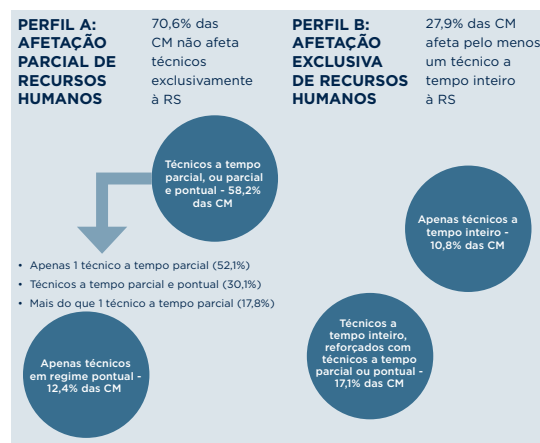 PERFIL A:
AFETAÇÃO
PARCIAL DE
RECURSOS
HUMANOS
70,6% das
CM não afeta
técnicos
exclusivamente
à RS
Técnicos a tempo
parcial, ou parcial
e pontual - 58,2%
das CM
• Apenas 1 técnico a tempo parcial (52,1%)
• Técnicos a tempo parcial e pontual (30,1%)
• Mais do que 1 técnico a tempo parcial (17,8%)
Apenas técnicos
em regime pontual -
12,4% das CM
PERFIL B:
AFETAÇÃO
EXCLUSIVA
DE RECURSOS
HUMANOS
27,9% das CM
afeta pelo menos
um técnico a
tempo inteiro
à RS
Apenas técnicos a
tempo inteiro -
10,8% das CM
Técnicos a
tempo inteiro,
reforçados com
técnicos a tempo
parcial ou pontual -
17,1% das CM